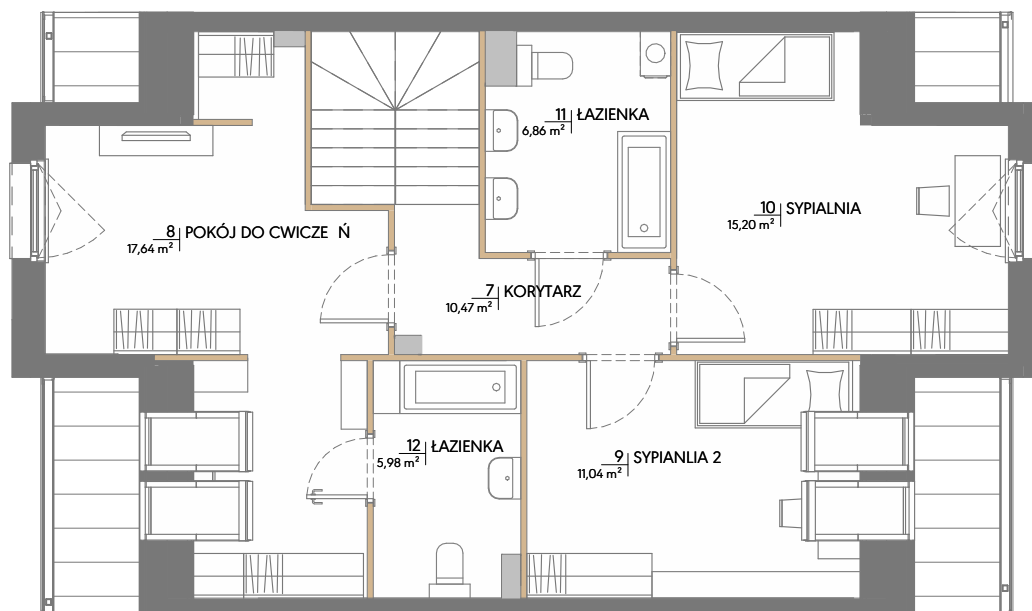 11 ŁAZIENKA
6,86 m²
10 SYPIALNIA
15,20 m²
8 POKÓJ DO CWICZE Ń
17,64 m²
7 KORYTARZ
10,47 m²
12 ŁAZIENKA
5,98 m²
9 SYPIANLIA 2
11,04 m²